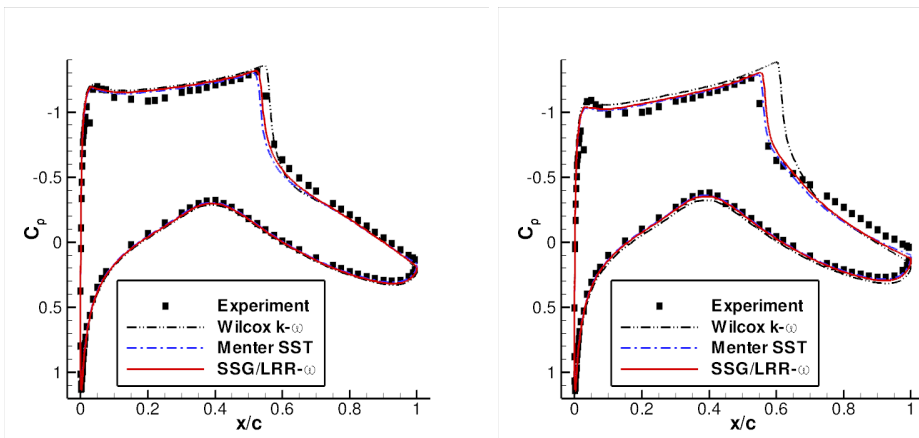 -1
-0.5
0
0.5
1
Cp
Experiment
Wilcox k-ω
Menter SST
SSG/LRR-ω
0 0.2 0.4 0.6 0.8 1
x/c
-1
-0.5
0
0.5
1
Cp
Experiment
Wilcox k-ω
Menter SST
SSG/LRR-ω
0 0.2 0.4 0.6 0.8 1
x/c